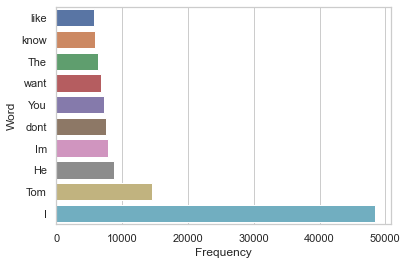 like
know
The
want
You
dont
Im
He
Tom
I
Word
0 10000 20000 30000 40000 50000
Frequency